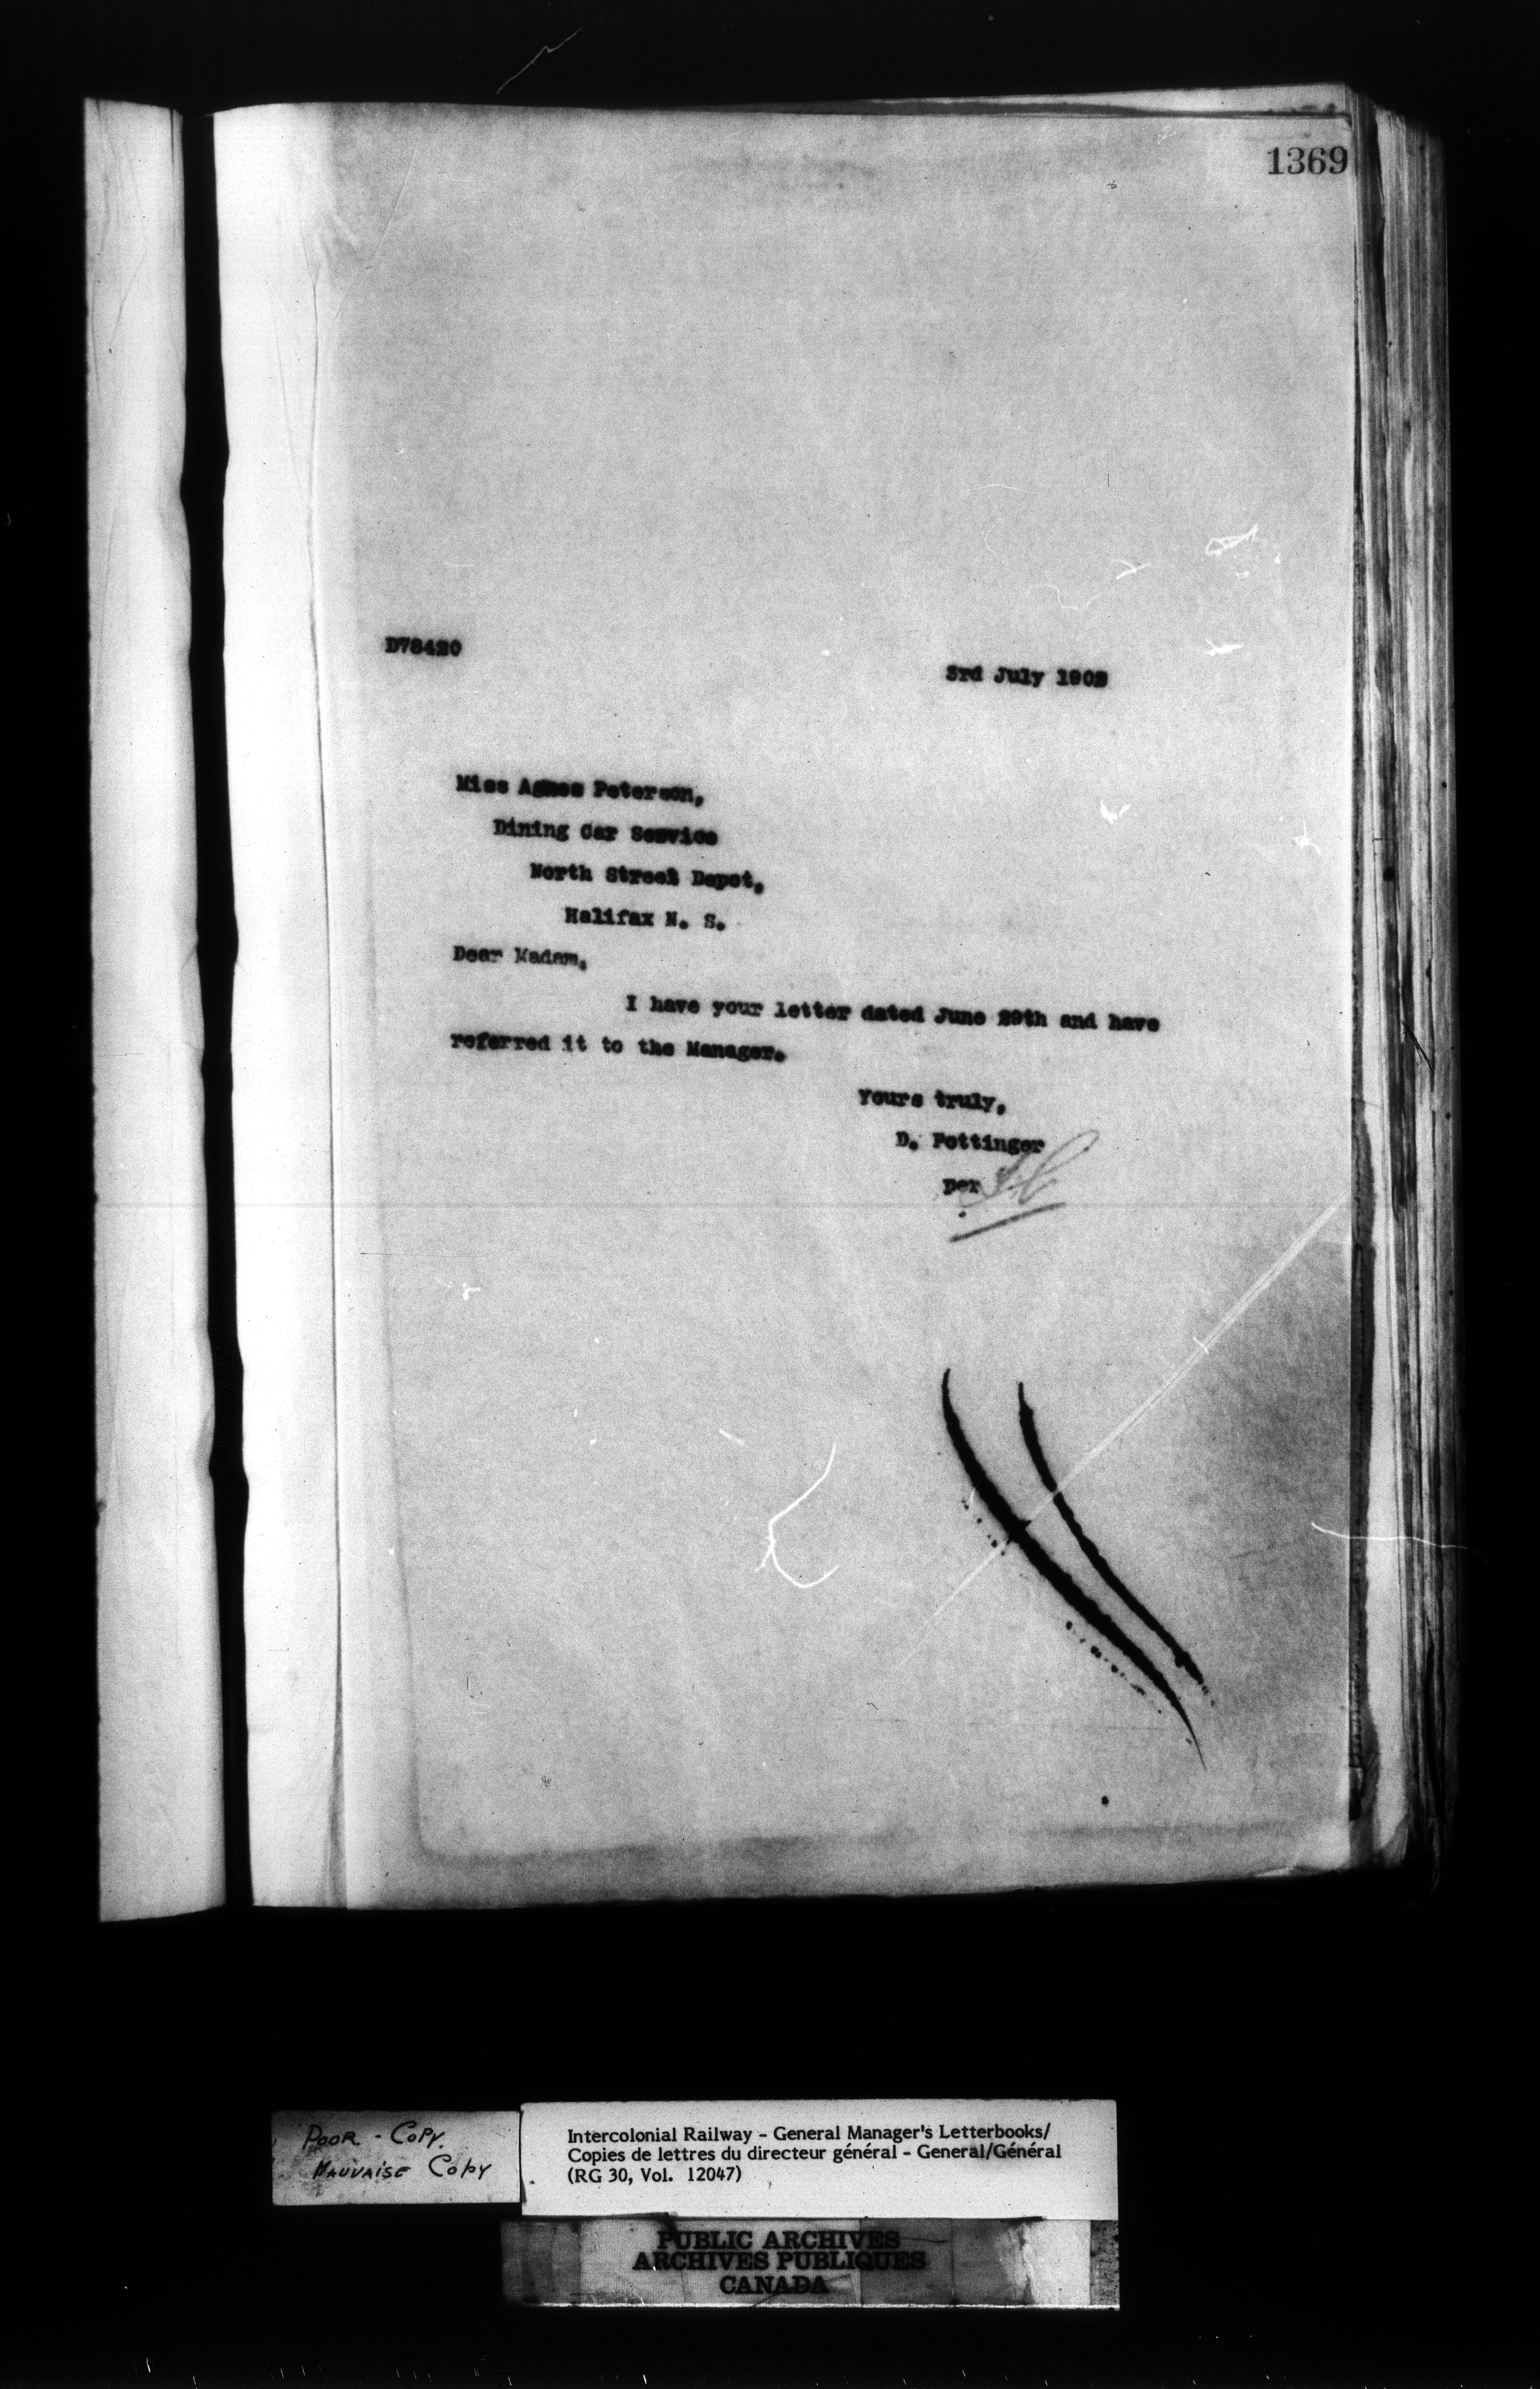 1369
D78420
3rd July 1902
Miss Agnes Peterson,
Dining Car Service
North Street Depot,
Halifax N. S.
Dear Madam,
I have your letter dated June 29th and have
referred it to the Manager.
Yours truly,
D. Pottinger
per
POOR - COPY.
MAUVAISE COPY
Intercolonial Railway - General Manager's Letterbooks/
Copies de lettres du directeur général - General/Général
(RG 30, Vol. 12047)
PUBLIC ARCHIVES
ARCHIVES PUBLIQUES
CANADA